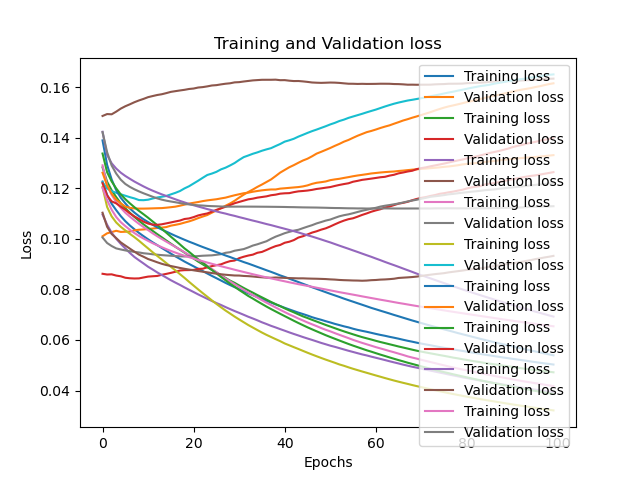 Training and Validation loss
Loss
0.16
0.14
0.12
0.10
0.08
0.06
0.04
0
20
40
60
80
100
Epochs
Training loss
Validation loss
Training loss
Validation loss
Training loss
Validation loss
Training loss
Validation loss
Training loss
Validation loss
Training loss
Validation loss
Training loss
Validation loss
Training loss
Validation loss
Training loss
Validation loss